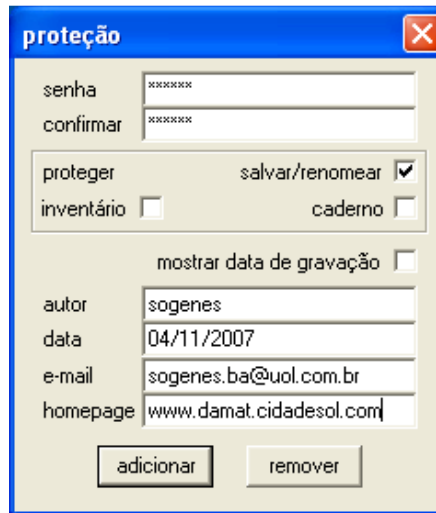 proteção
senha ******
confirmar ******
proteger salvar/renomear
inventário caderno
mostrar data de gravação
autor sogenes
data 04/11/2007
e-mail sogenes.ba@uol.com.br
homepage www.damat.cidadesol.com
adicionar remover